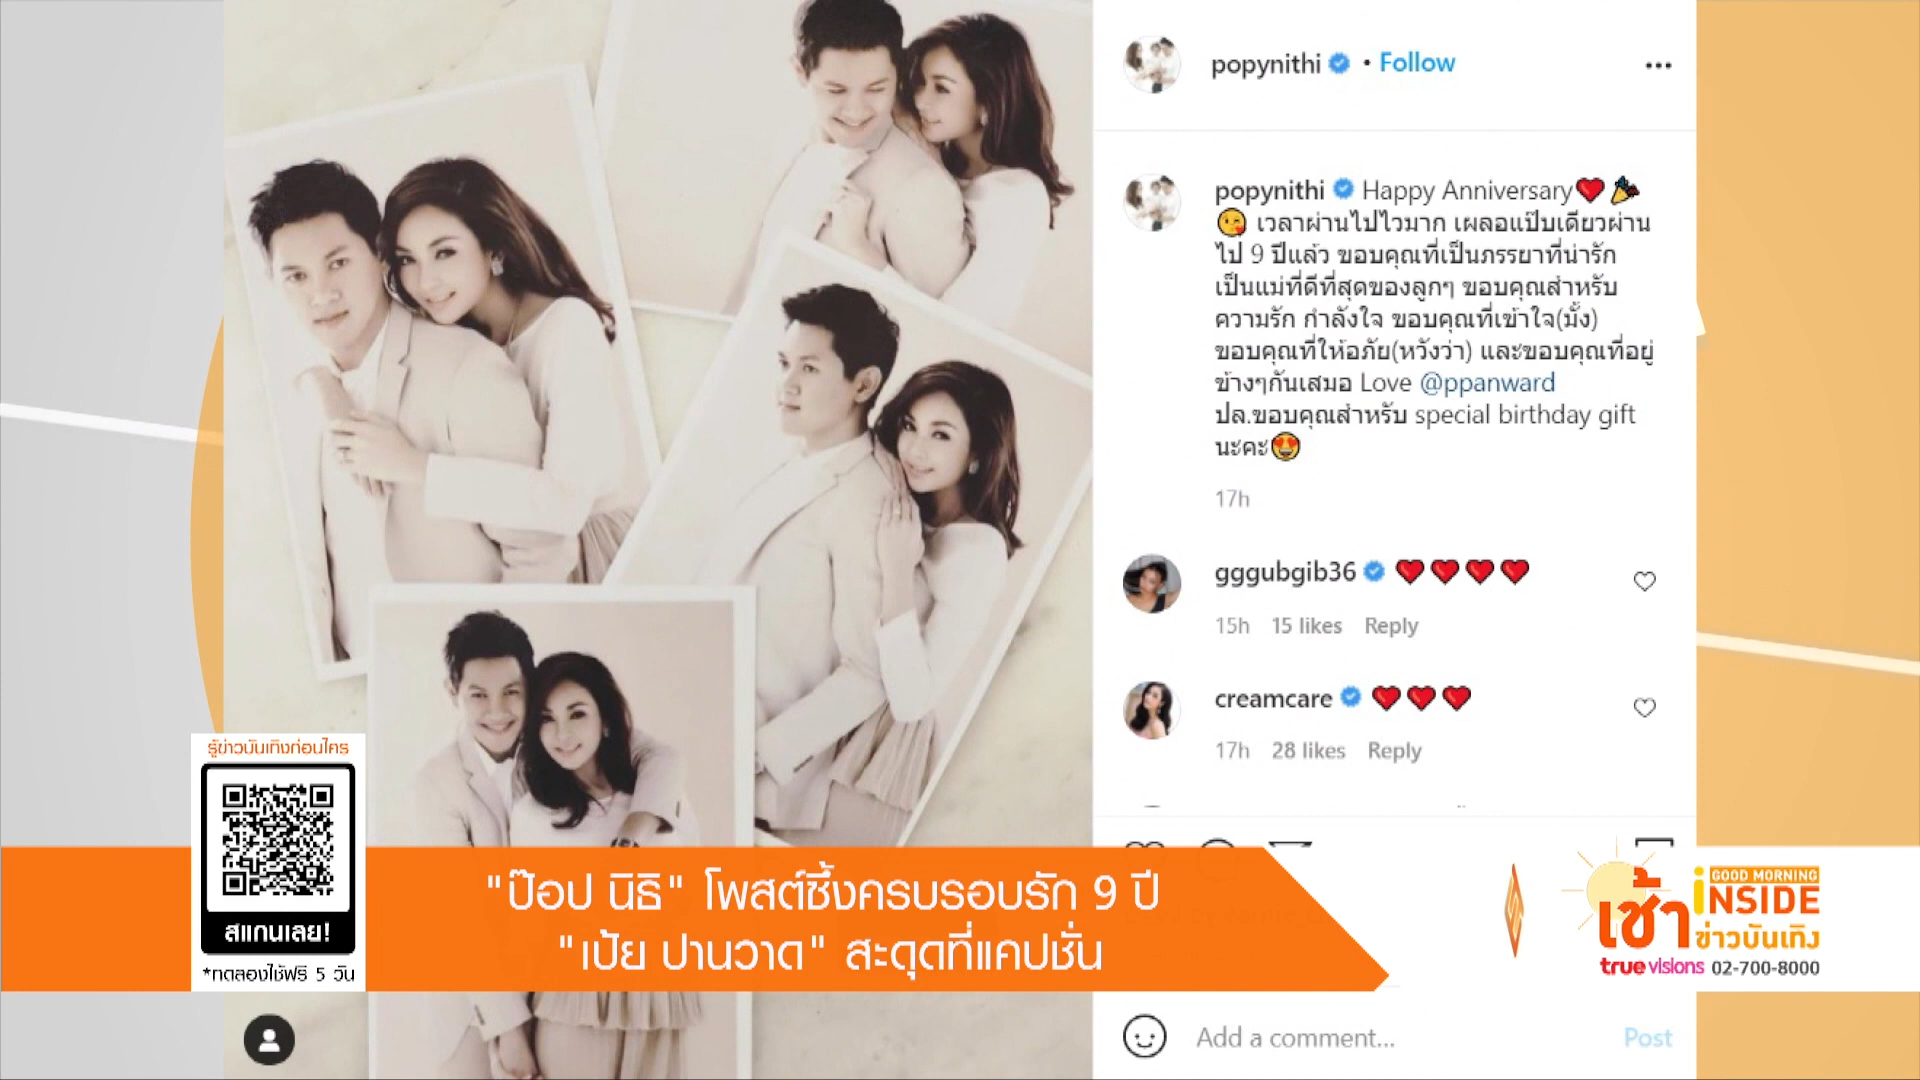 popynithi • Follow
popynithi Happy Anniversary❤️🎉
😘 เวลาผ่านไปไวมาก เผลอแป๊บเดียวผ่าน
ไป 9 ปีแล้ว ขอบคุณที่เป็นภรรยาที่น่ารัก
เป็นแม่ที่ดีที่สุดของลูกๆ ขอบคุณสำหรับ
ความรัก กำลังใจ ขอบคุณที่เข้าใจ(มั้ง)
ขอบคุณที่ให้อภัย(หวังว่า) และขอบคุณที่อยู่
ข้างๆกันเสมอ Love @ppanward
ปล.ขอบคุณสำหรับ special birthday gift
นะคะ😍
17h
gggubgib36 ❤️❤️❤️❤️
15h 15 likes Reply
creamcare ❤️❤️❤️
17h 28 likes Reply
รู้ข่าวบันเทิงก่อนใคร
สแกนเลย!
*ทดลองใช้ฟรี 5 วัน
"ป๊อป นิธิ" โพสต์ซึ้งครบรอบรัก 9 ปี
"เป้ย ปานวาด" สะดุดที่แคปชั่น
GOOD MORNING
iNSIDE
เช้า ข่าวบันเทิง
truevisions 02-700-8000
Add a comment... Post